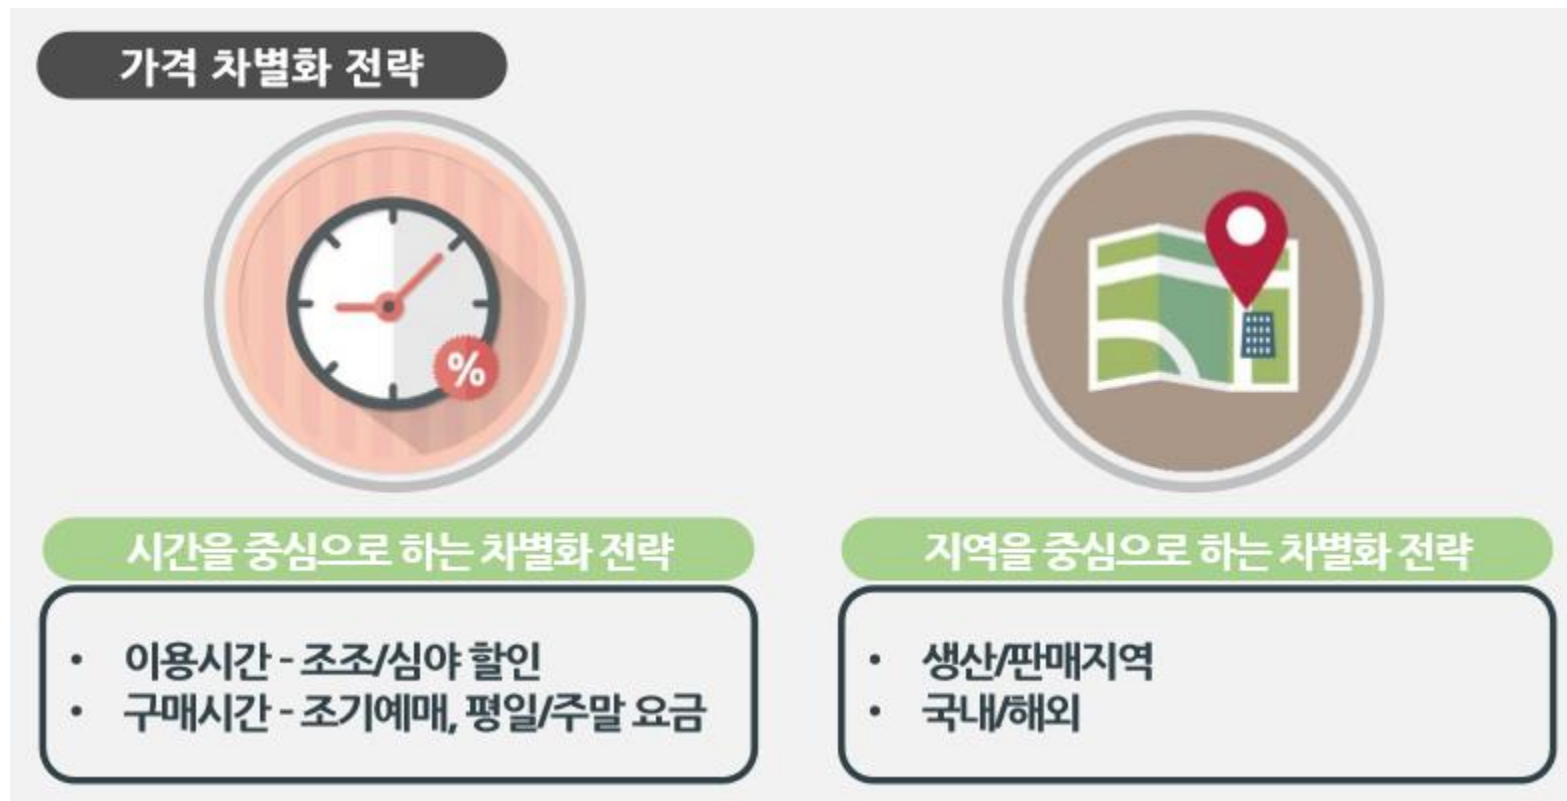 가격 차별화 전략
%
시간을 중심으로 하는 차별화 전략
• 이용시간 - 조조/심야 할인
• 구매시간 - 조기예매, 평일/주말 요금
지역을 중심으로 하는 차별화 전략
• 생산/판매지역
• 국내/해외